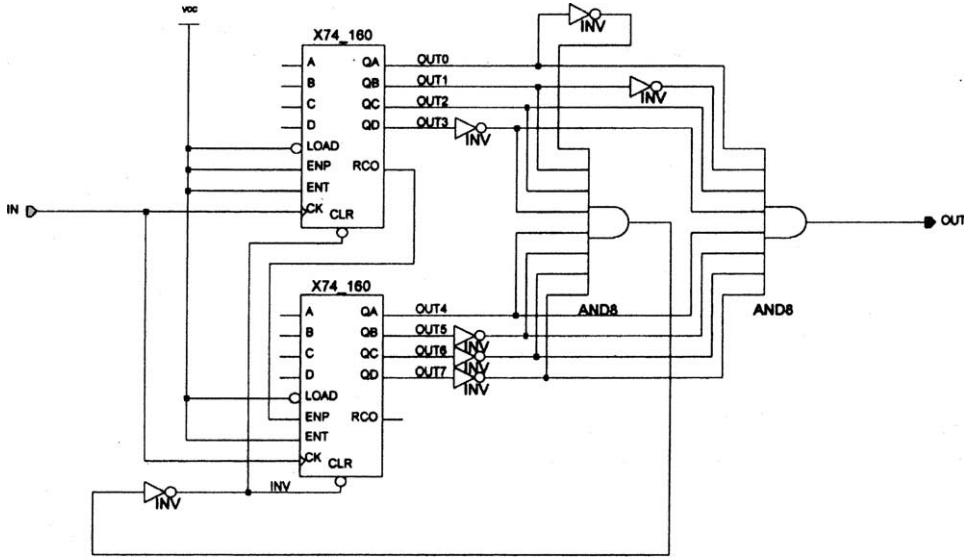 VCC
X74_160
INV
A QA OUT0
B QB OUT1 INV
C QC OUT2
D QD OUT3 INV
LOAD
ENP RCO
ENT
IN CK CLR OUT
X74_160
A QA OUT4 AND8 AND8
B QB OUT5
INV
C QC OUT6
INV
D QD OUT7
INV
LOAD
ENP RCO
ENT
CK CLR
INV INV